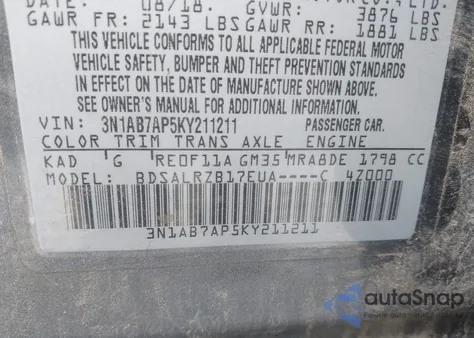 DATE: 08/18. GVWR: 3876 LBS
GAWR FR: 2143 LBS GAWR RR: 1881 LBS
THIS VEHICLE CONFORMS TO ALL APPLICABLE FEDERAL MOTOR
VEHICLE SAFETY, BUMPER AND THEFT PREVENTION STANDARDS
IN EFFECT ON THE DATE OF MANUFACTURE SHOWN ABOVE.
SEE OWNER'S MANUAL FOR ADDITIONAL INFORMATION.
VIN: 3N1AB7AP5KY211211 PASSENGER CAR.
COLOR TRIM TRANS AXLE ENGINE
KAD G RE0F11A GM35 MRA8DE 1798 CC
MODEL: BDSALRZB17EUA----C 4Z000
3N1AB7AP5KY211211
autoSnap